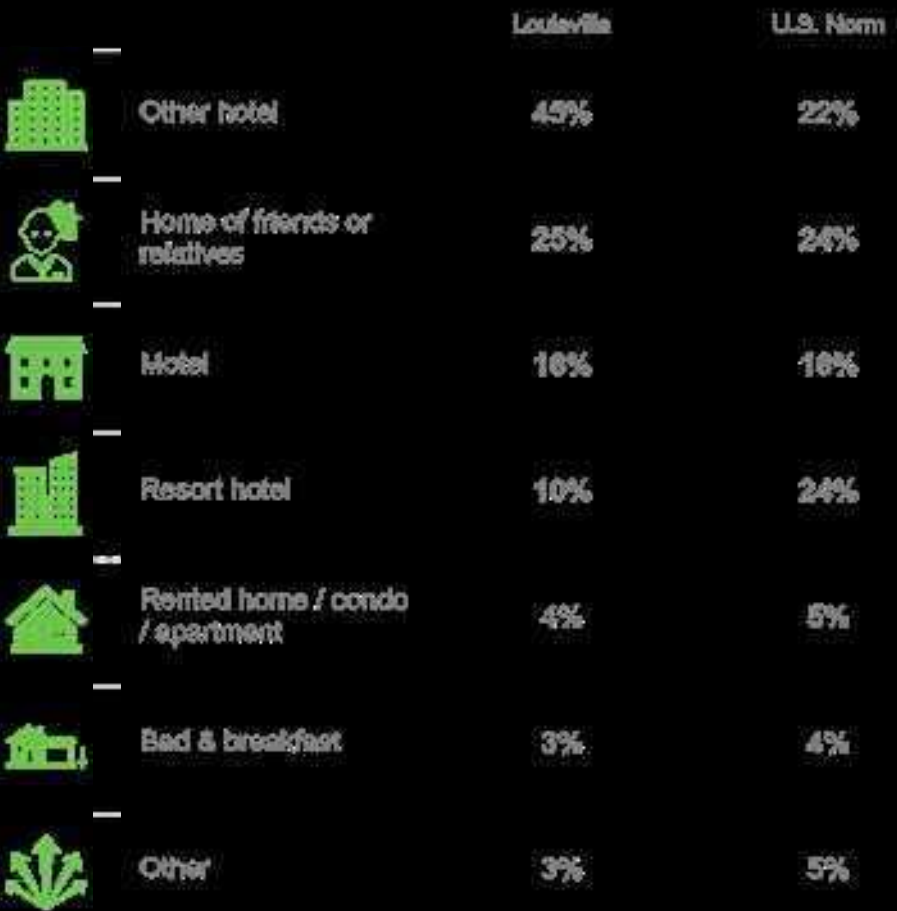 Louisville U.S. Norm
Other hotel 45% 22%
Home of friends or
relatives 25% 24%
Motel 16% 16%
Resort hotel 10% 24%
Rented home / condo
/ apartment 4% 5%
Bed & breakfast 3% 4%
Other 3% 5%